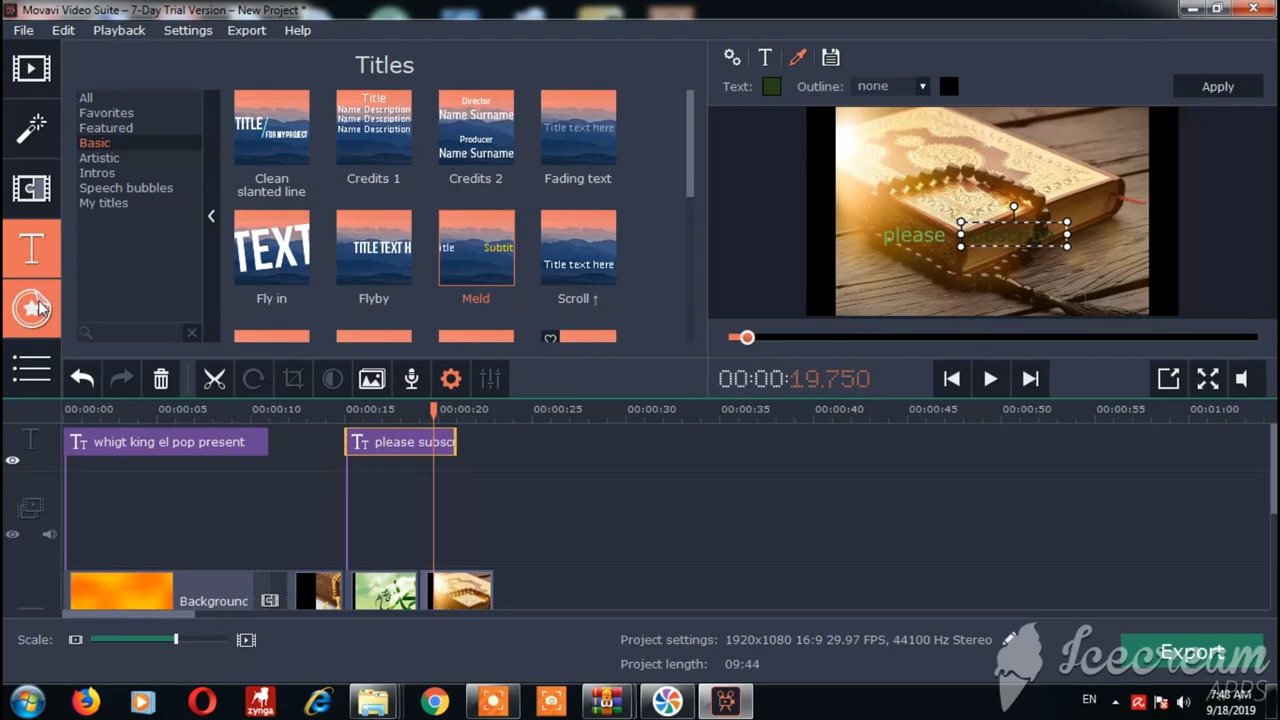 Movavi Video Suite – 7-Day Trial Version – New Project *
File Edit Playback Settings Export Help
Titles
All
Favorites
Featured
Basic
Artistic
Intros
Speech bubbles
My titles
TITLE/ FOR MY PROJECT
Clean slanted line
Title
Name Description
Name Description
Name Description
Credits 1
Director
Name Surname
Producer
Name Surname
Credits 2
Title text here
Fading text
TEXT
Fly in
TITLE TEXT H
Flyby
itle Subtit
Meld
Title text here
Scroll ↑
Text: Outline: none
Apply
please
00:00:19.750
00:00:00 00:00:05 00:00:10 00:00:15 00:00:20 00:00:25 00:00:30 00:00:35 00:00:40 00:00:45 00:00:50 00:00:55 00:01:00
whigt king el pop present
please subsc
Background
Scale:
Project settings: 1920x1080 16:9 29.97 FPS, 44100 Hz Stereo
Project length: 09:44
Export
Icecream
APPS
zynga
EN
7:48 AM
9/18/2019